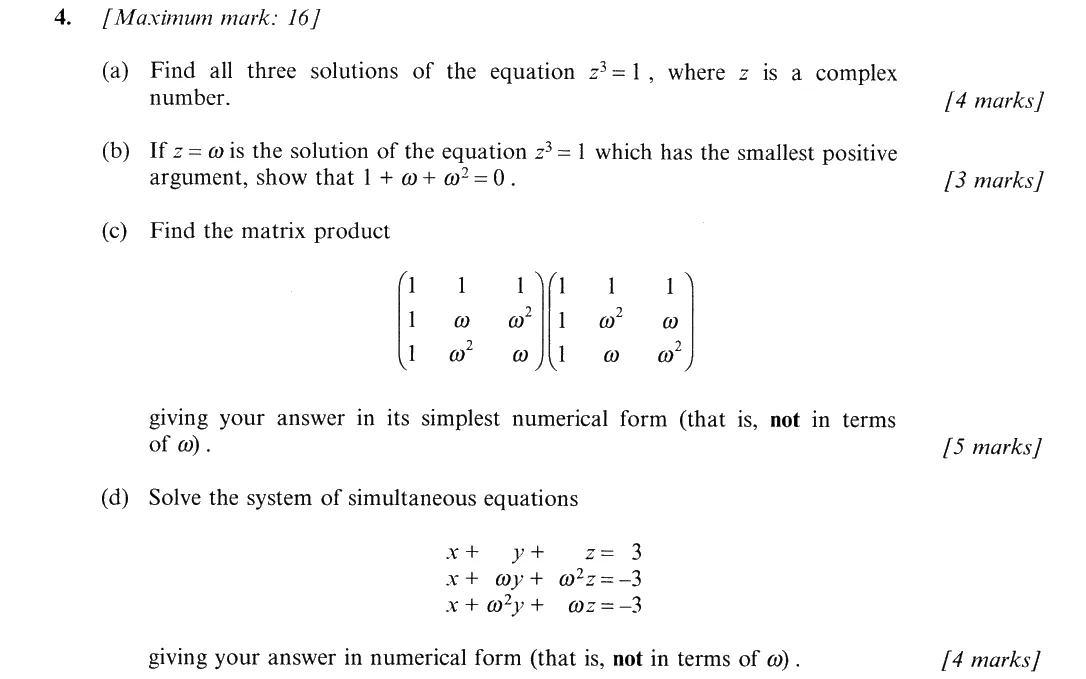 4. [Maximum mark: 16]
(a) Find all three solutions of the equation z³ = 1 , where z is a complex
number. [4 marks]
(b) If z = ω is the solution of the equation z³ = 1 which has the smallest positive
argument, show that 1 + ω + ω² = 0 . [3 marks]
(c) Find the matrix product
(1 1 1)(1 1 1)
(1 ω ω²)(1 ω² ω)
(1 ω² ω)(1 ω ω²)
giving your answer in its simplest numerical form (that is, not in terms
of ω) . [5 marks]
(d) Solve the system of simultaneous equations
x + y + z = 3
x + ωy + ω²z = –3
x + ω²y + ωz = –3
giving your answer in numerical form (that is, not in terms of ω) . [4 marks]